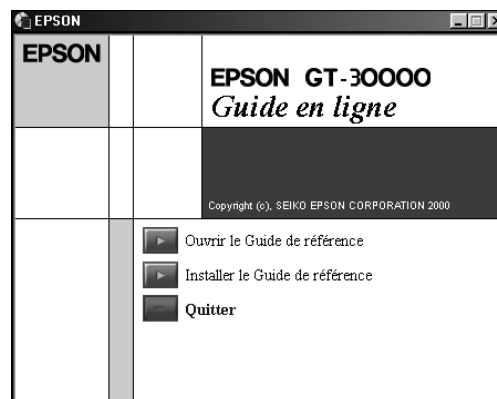 EPSON
EPSON
EPSON GT-30000
Guide en ligne
Copyright (c), SEIKO EPSON CORPORATION 2000
Ouvrir le Guide de référence
Installer le Guide de référence
Quitter